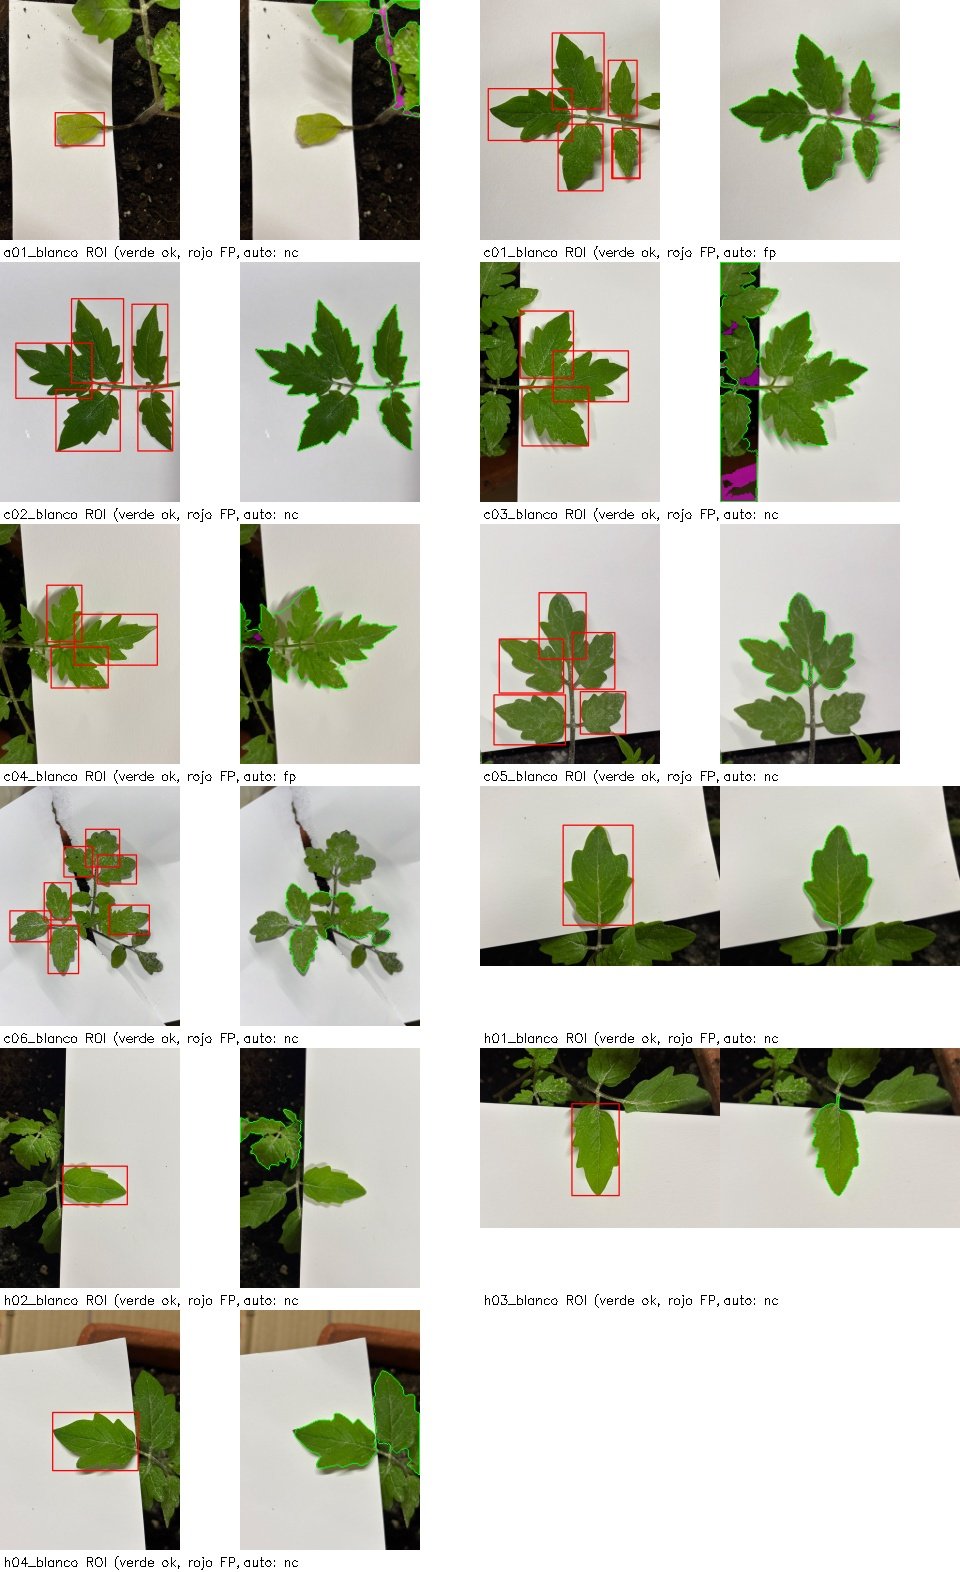 a01_blanco ROI (verde ok, rojo FP, auto: nc
c01_blanco ROI (verde ok, rojo FP, auto: fp
c02_blanco ROI (verde ok, rojo FP, auto: nc
c03_blanco ROI (verde ok, rojo FP, auto: nc
c04_blanco ROI (verde ok, rojo FP, auto: fp
c05_blanco ROI (verde ok, rojo FP, auto: nc
c06_blanco ROI (verde ok, rojo FP, auto: nc
h01_blanco ROI (verde ok, rojo FP, auto: nc
h02_blanco ROI (verde ok, rojo FP, auto: nc
h03_blanco ROI (verde ok, rojo FP, auto: nc
h04_blanco ROI (verde ok, rojo FP, auto: nc